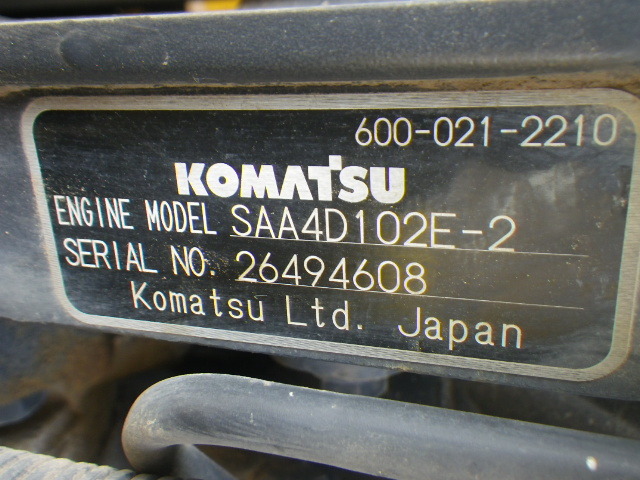 600-021-2210
KOMATSU
ENGINE MODEL SAA4D102E-2
SERIAL NO. 26494608
Komatsu Ltd. Japan